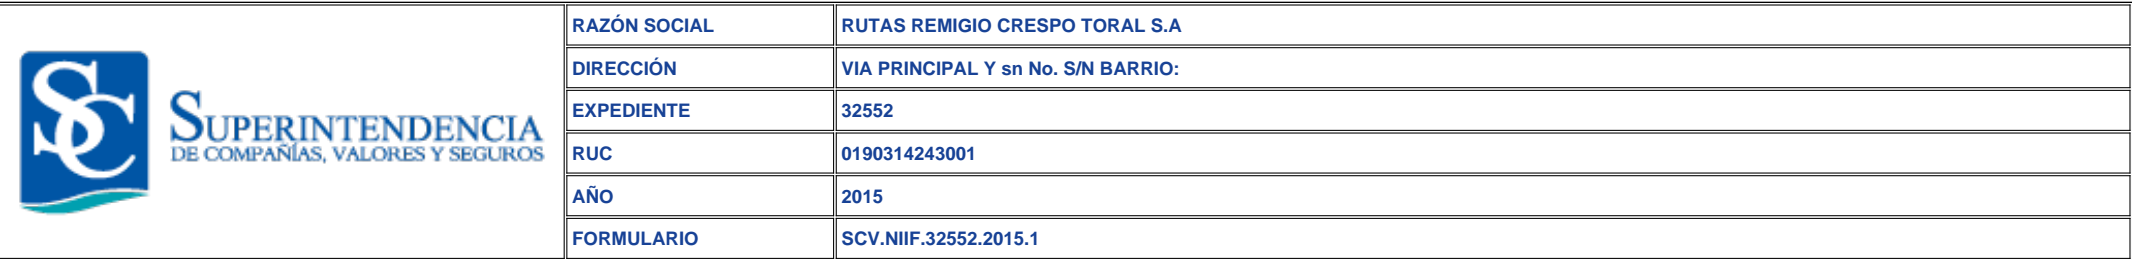 SC
SUPERINTENDENCIA
DE COMPAÑÍAS, VALORES Y SEGUROS
RAZÓN SOCIAL RUTAS REMIGIO CRESPO TORAL S.A
DIRECCIÓN VIA PRINCIPAL Y sn No. S/N BARRIO:
EXPEDIENTE 32552
RUC 0190314243001
AÑO 2015
FORMULARIO SCV.NIIF.32552.2015.1